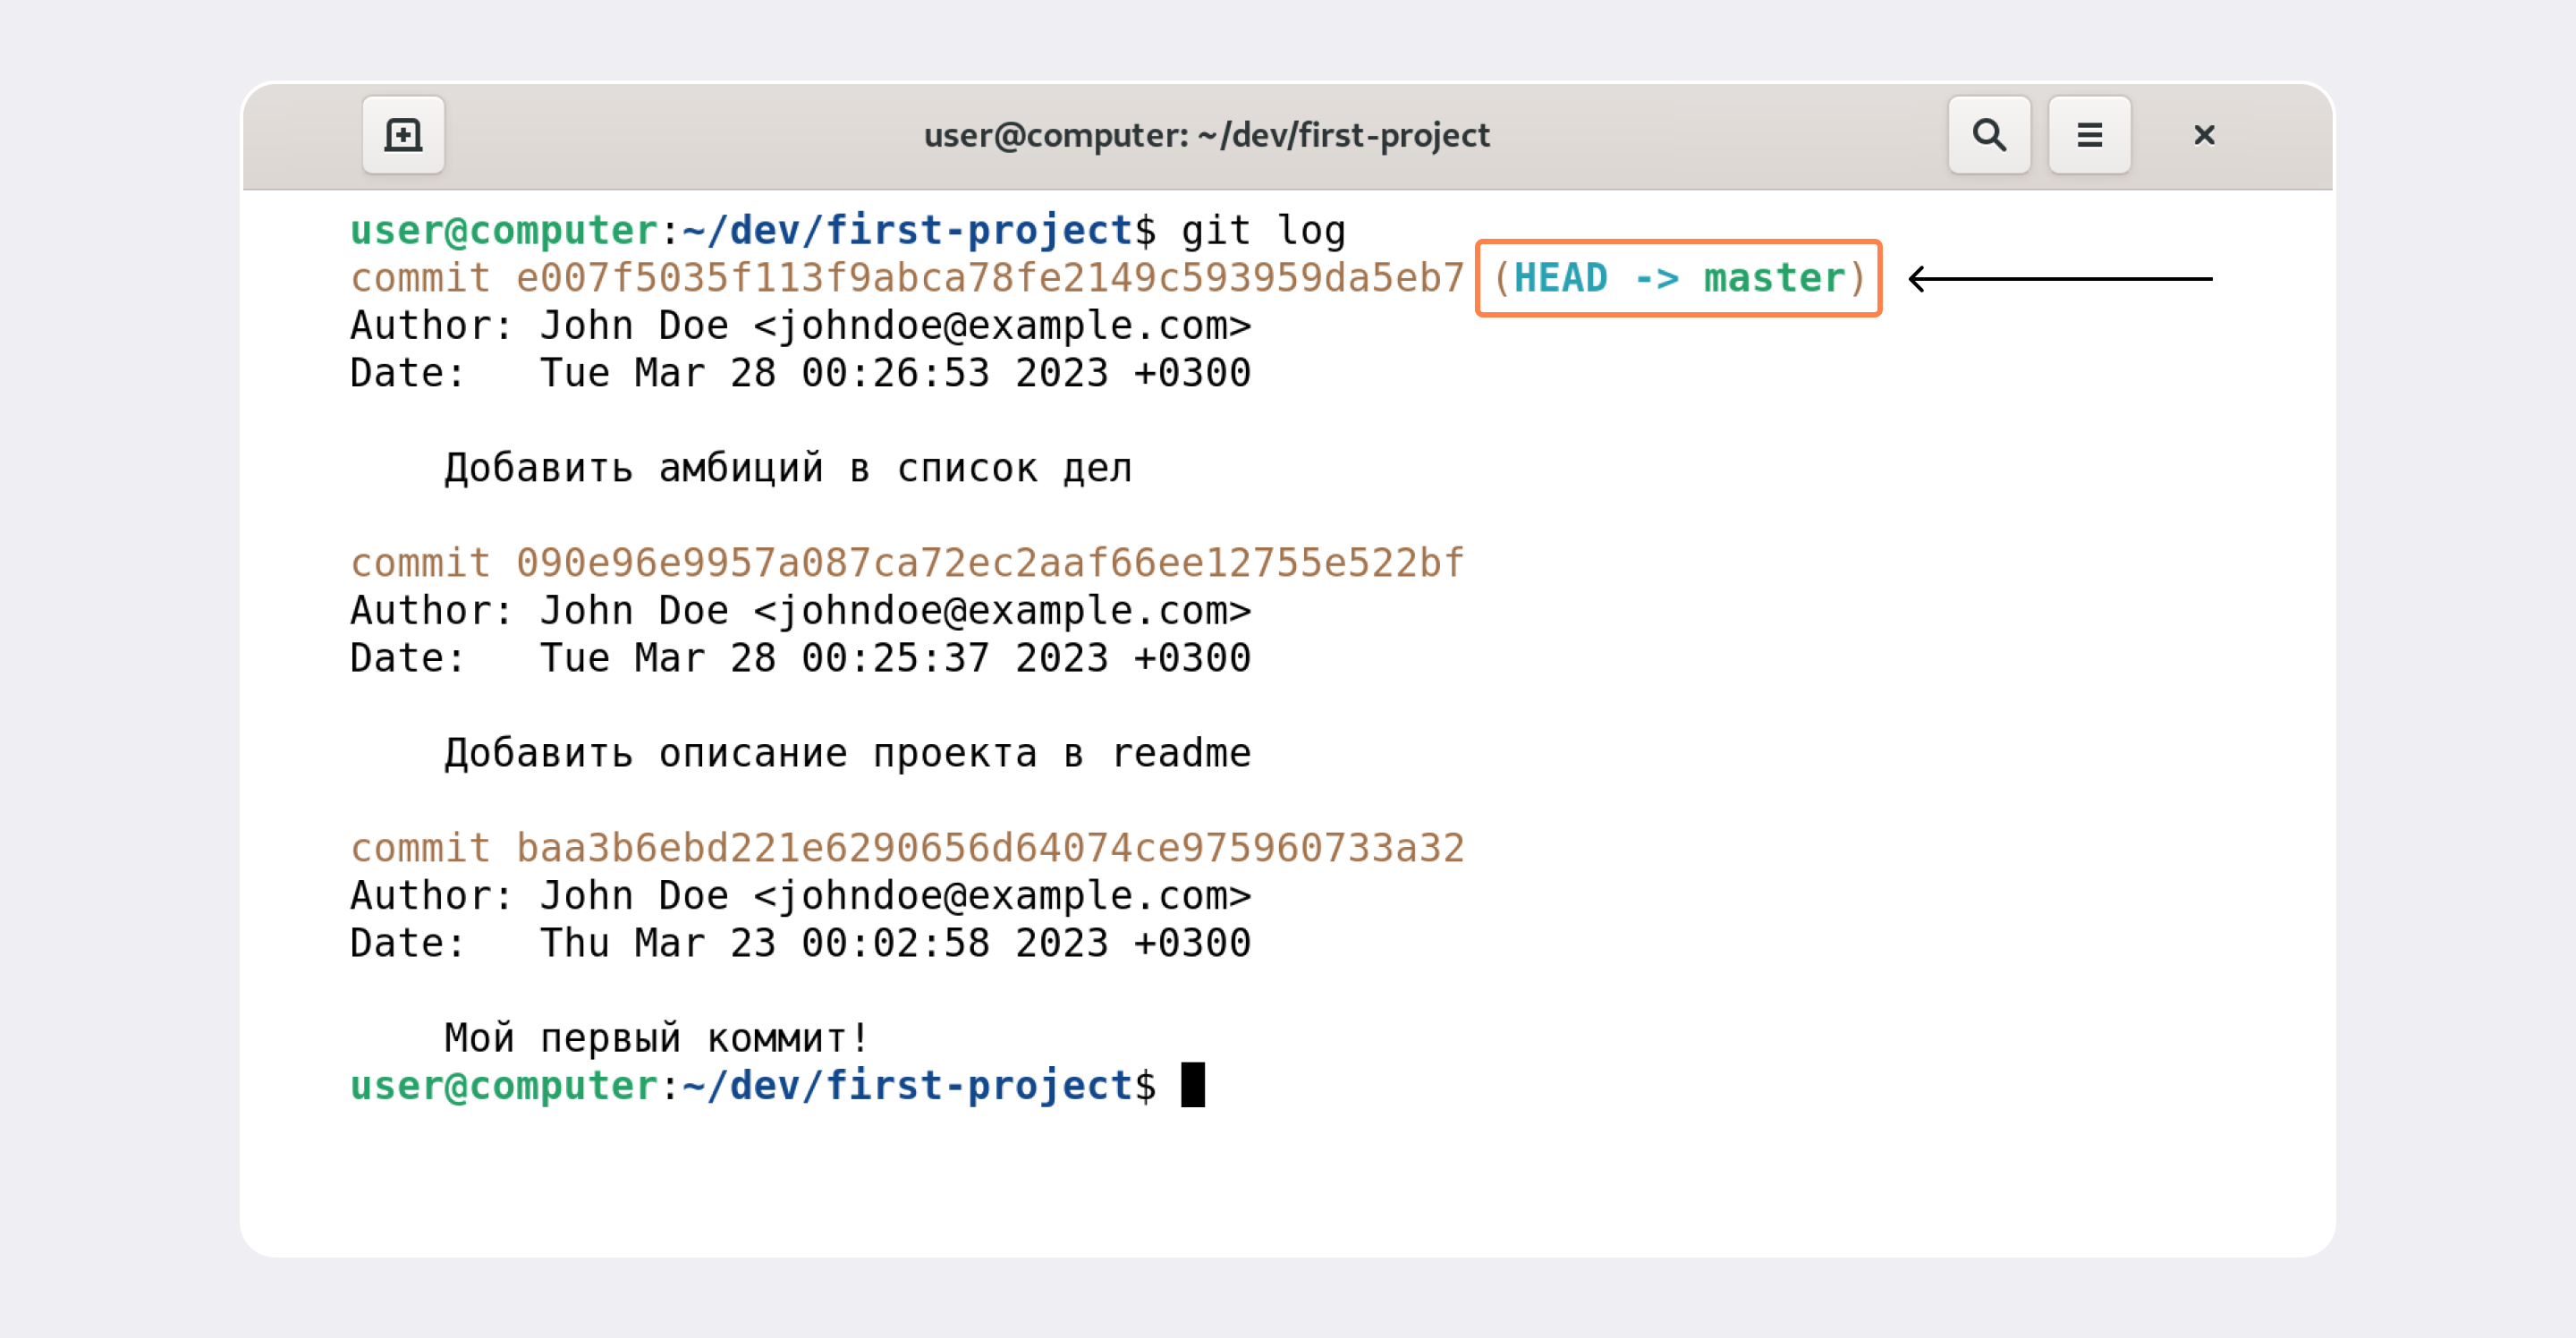 user@computer: ~/dev/first-project
user@computer:~/dev/first-project$ git log
commit e007f5035f113f9abca78fe2149c593959da5eb7 (HEAD -> master)
Author: John Doe <johndoe@example.com>
Date:   Tue Mar 28 00:26:53 2023 +0300
Добавить амбиций в список дел
commit 090e96e9957a087ca72ec2aaf66ee12755e522bf
Author: John Doe <johndoe@example.com>
Date:   Tue Mar 28 00:25:37 2023 +0300
Добавить описание проекта в readme
commit baa3b6ebd221e6290656d64074ce975960733a32
Author: John Doe <johndoe@example.com>
Date:   Thu Mar 23 00:02:58 2023 +0300
Мой первый коммит!
user@computer:~/dev/first-project$